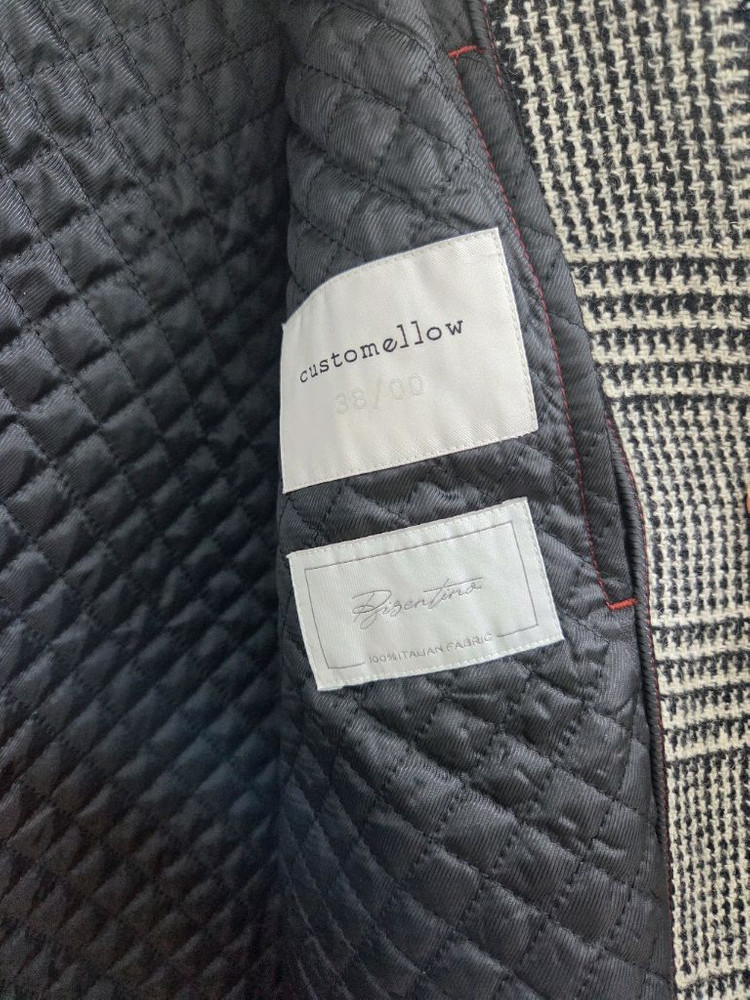 customellow
38/00
Bisentino
100% ITALIAN FABRIC